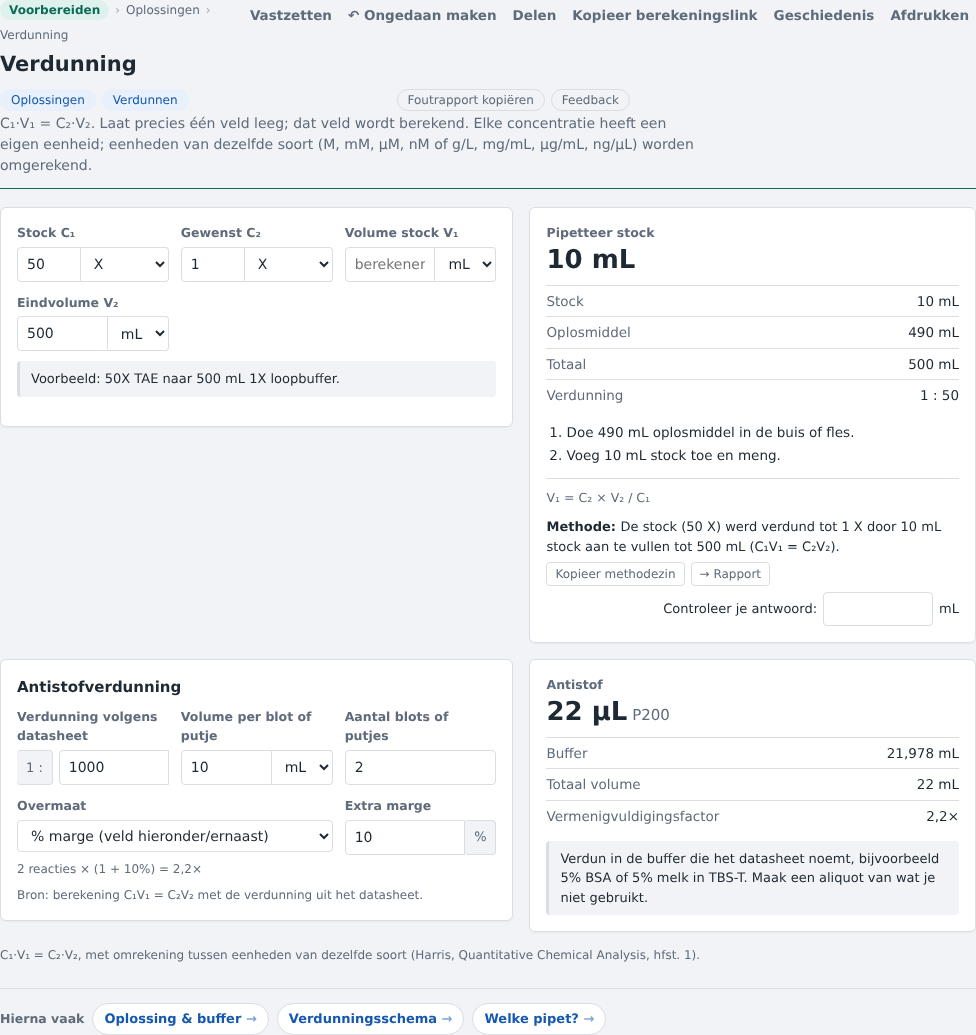 Vorbereiden › Oplossingen ›
Verdunning
Vastzetten ↶ Ongedaan maken Delen Kopieer berekeningslink Geschiedenis Afdrukken
Verdunning
Oplossingen Verdunnen Foutrapport kopiëren Feedback
C₁·V₁ = C₂·V₂. Laat precies één veld leeg; dat veld wordt berekend. Elke concentratie heeft een
eigen eenheid; eenheden van dezelfde soort (M, mM, µM, nM of g/L, mg/mL, µg/mL, ng/µL) worden
omgerekend.
Stock C₁ Gewenst C₂ Volume stock V₁
50 X 1 X berekener mL
Eindvolume V₂
500 mL
Voorbeeld: 50X TAE naar 500 mL 1X loopbuffer.
Pipetteer stock
10 mL
Stock 10 mL
Oplosmiddel 490 mL
Totaal 500 mL
Verdunning 1 : 50
1. Doe 490 mL oplosmiddel in de buis of fles.
2. Voeg 10 mL stock toe en meng.
V₁ = C₂ × V₂ / C₁
Methode: De stock (50 X) werd verdund tot 1 X door 10 mL
stock aan te vullen tot 500 mL (C₁V₁ = C₂V₂).
Kopieer methodezin → Rapport
Controleer je antwoord: mL
Antistofverdunning
Verdunning volgens datasheet Volume per blot of putje Aantal blots of putjes
1 : 1000 10 mL 2
Overmaat Extra marge
% marge (veld hieronder/ernaast) 10 %
2 reacties × (1 + 10%) = 2,2×
Bron: berekening C₁V₁ = C₂V₂ met de verdunning uit het datasheet.
Antistof
22 µL P200
Buffer 21,978 mL
Totaal volume 22 mL
Vermenigvuldigingsfactor 2,2×
Verdun in de buffer die het datasheet noemt, bijvoorbeeld
5% BSA of 5% melk in TBS-T. Maak een aliquot van wat je
niet gebruikt.
C₁·V₁ = C₂·V₂, met omrekening tussen eenheden van dezelfde soort (Harris, Quantitative Chemical Analysis, hfst. 1).
Hierna vaak Oplossing & buffer → Verdunningsschema → Welke pipet? →